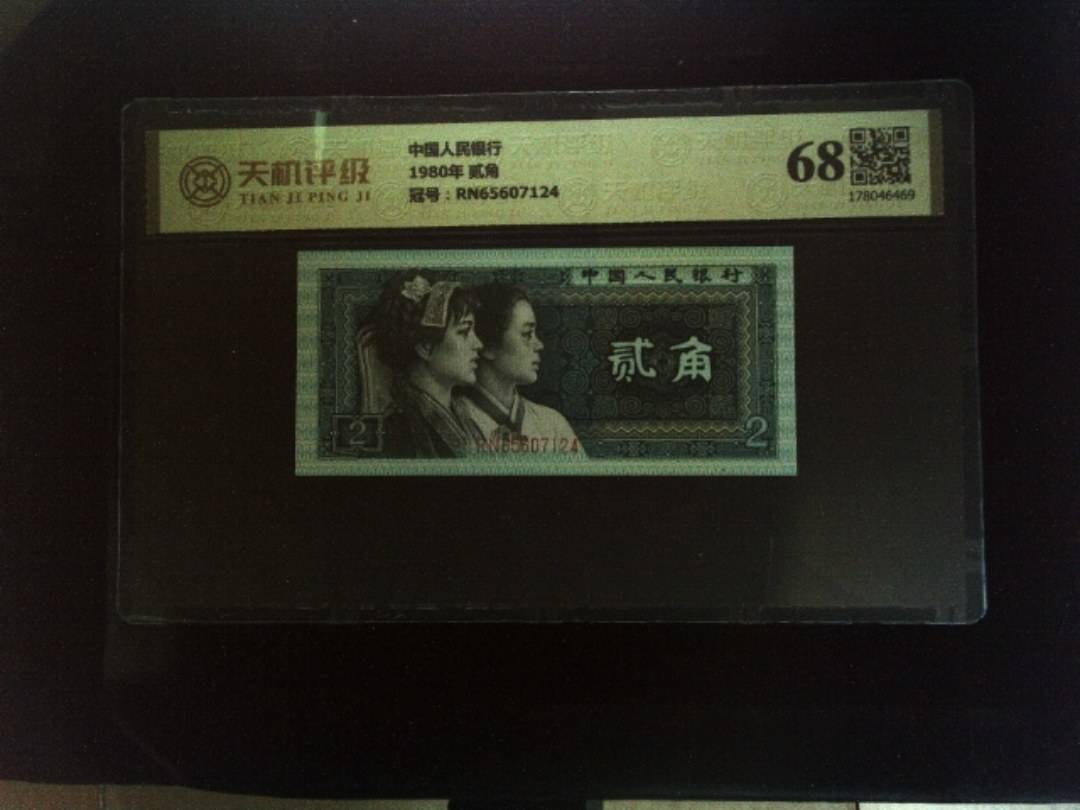 天机评级
TIAN JI PING JI
中国人民银行
1980年 贰角
冠号：RN65607124
68
178046469
中国人民银行
贰角
2
2
RN65607124